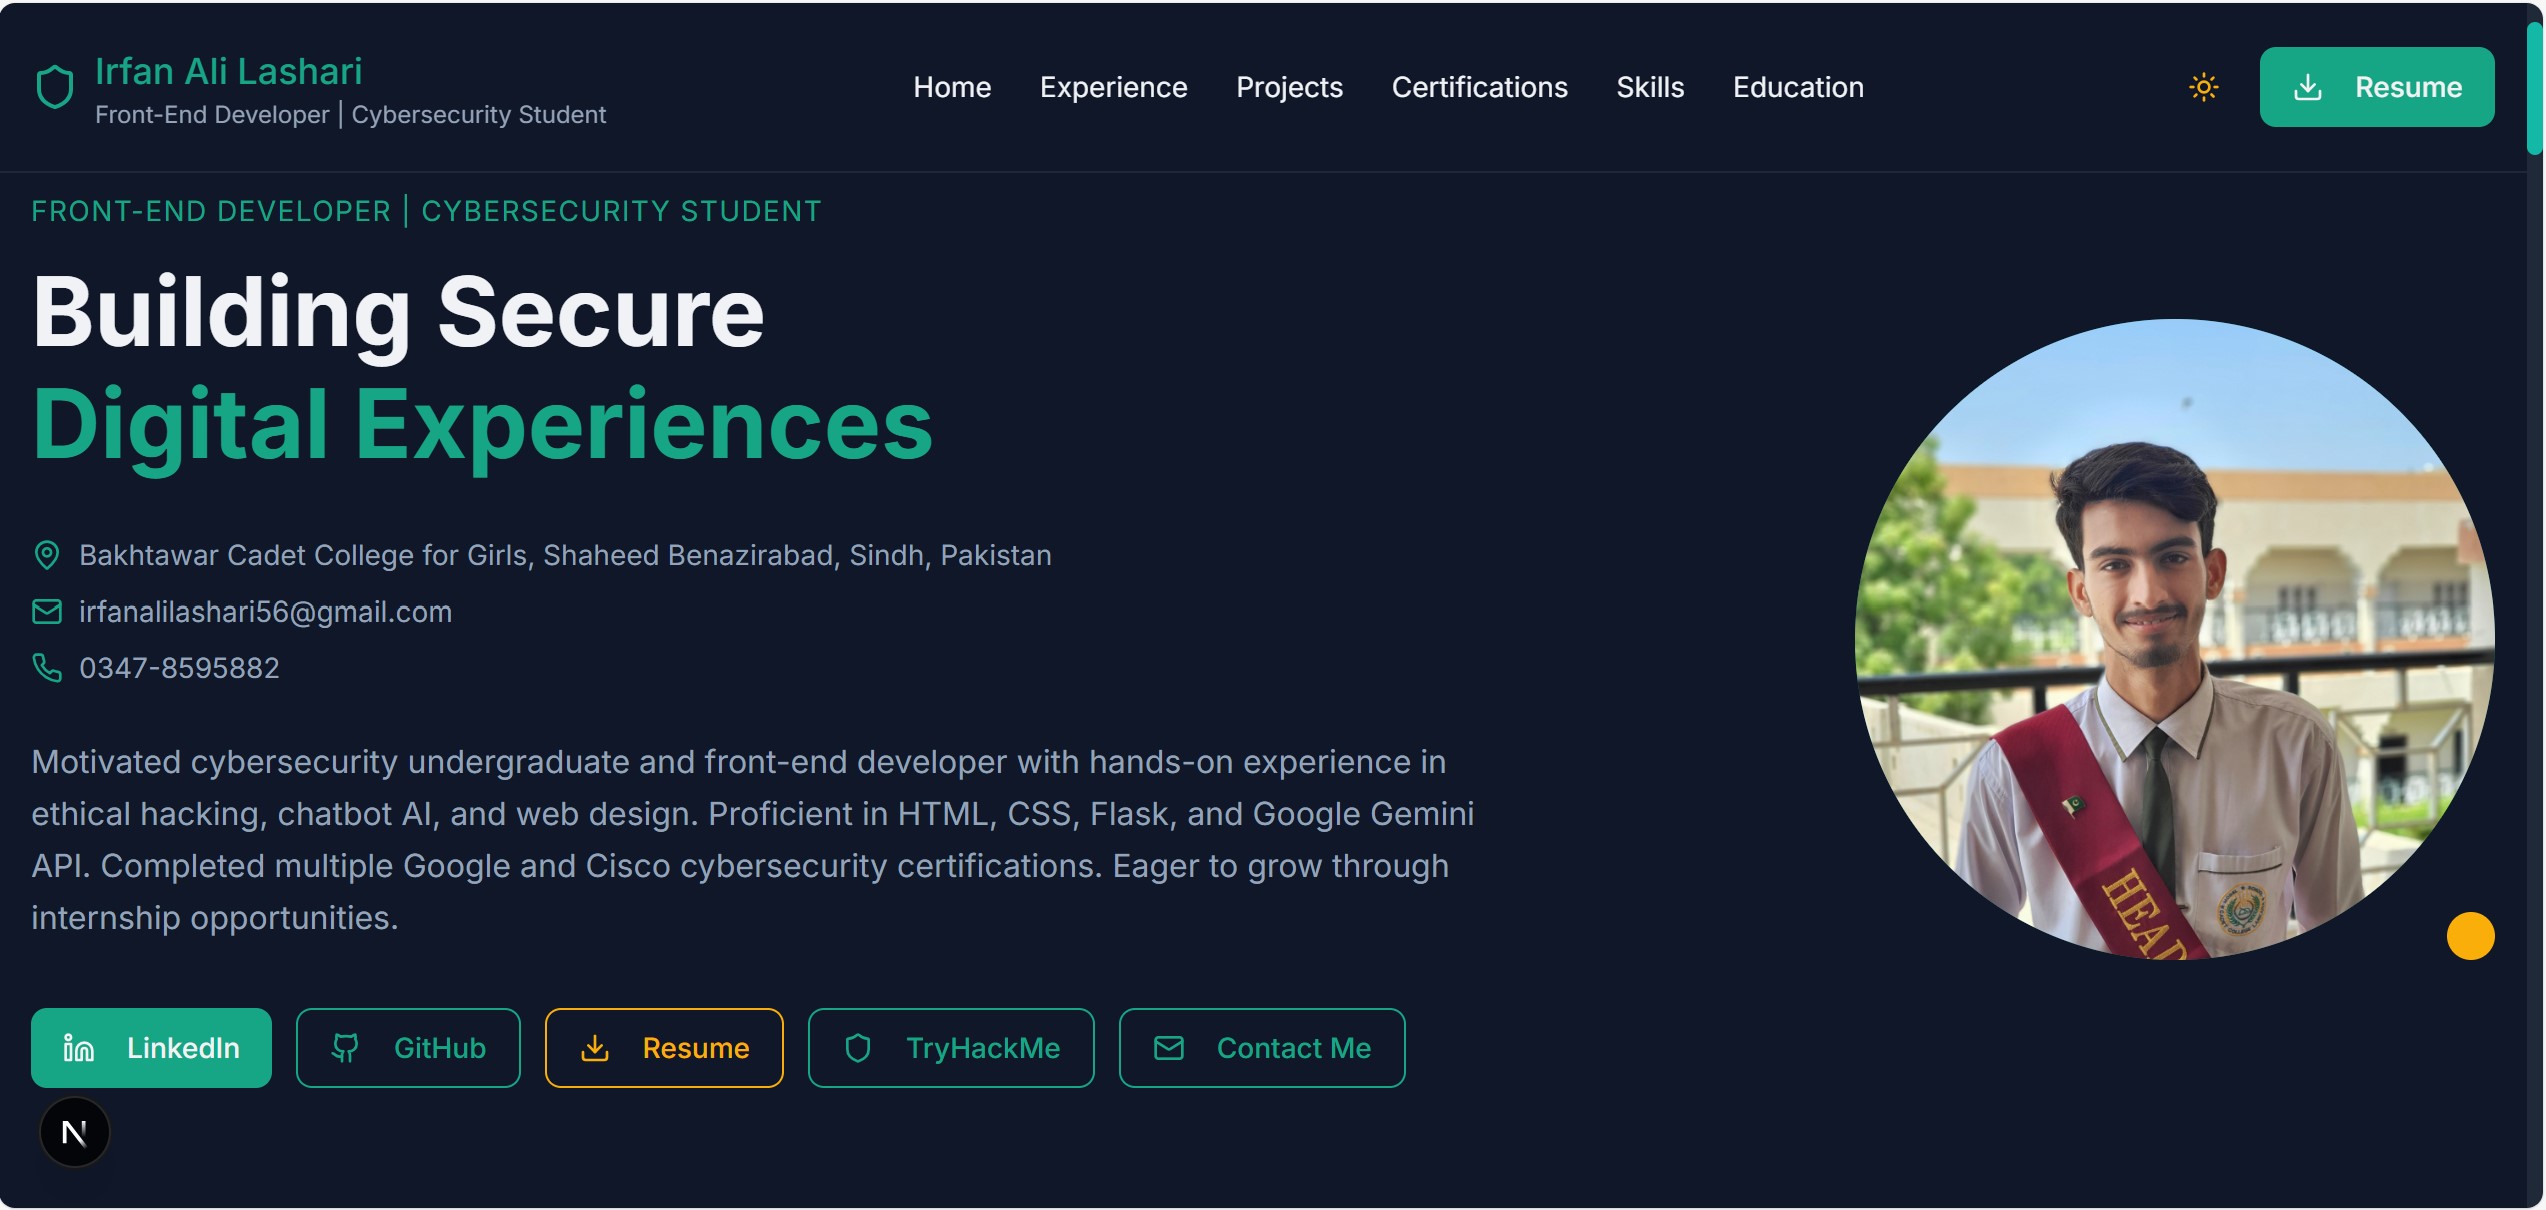 Irfan Ali Lashari
Front-End Developer | Cybersecurity Student
Home Experience Projects Certifications Skills Education
Resume
FRONT-END DEVELOPER | CYBERSECURITY STUDENT
Building Secure
Digital Experiences
Bakhtawar Cadet College for Girls, Shaheed Benazirabad, Sindh, Pakistan
irfanalilashari56@gmail.com
0347-8595882
Motivated cybersecurity undergraduate and front-end developer with hands-on experience in
ethical hacking, chatbot AI, and web design. Proficient in HTML, CSS, Flask, and Google Gemini
API. Completed multiple Google and Cisco cybersecurity certifications. Eager to grow through
internship opportunities.
HEAD
LinkedIn GitHub Resume TryHackMe Contact Me
N